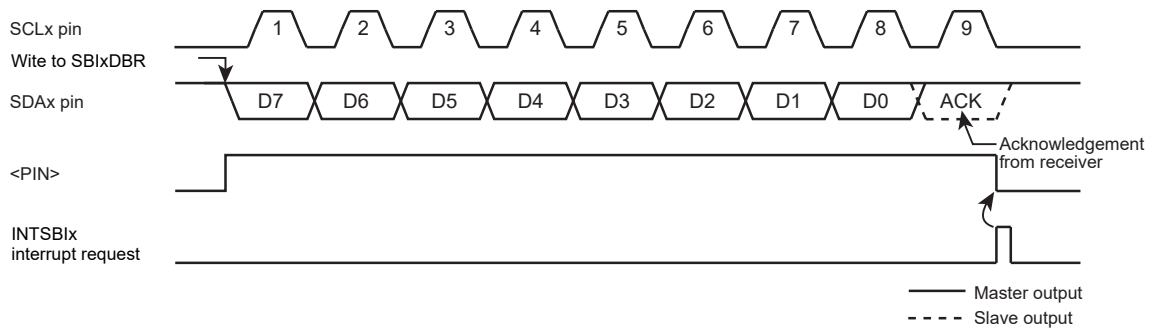 SCLx pin
1 2 3 4 5 6 7 8 9
Wite to SBIxDBR
SDAx pin
D7 D6 D5 D4 D3 D2 D1 D0 ACK
Acknowledgement
from receiver
<PIN>
INTSBIx
interrupt request
Master output
Slave output